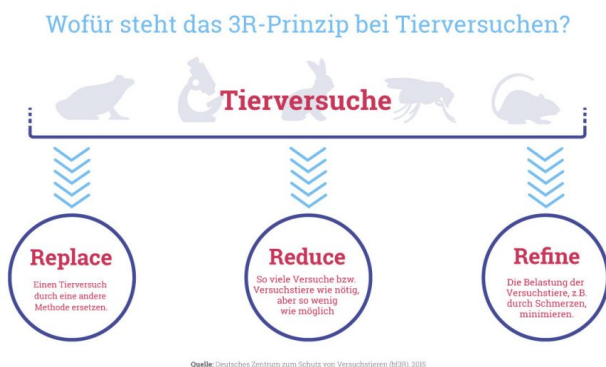 Wofür steht das 3R-Prinzip bei Tierversuchen?
Tierversuche
Replace
Einen Tierversuch
durch eine andere
Methode ersetzen.
Reduce
So viele Versuche bzw.
Versuchstiere wie nötig,
aber so wenig
wie möglich
Refine
Die Belastung der
Versuchstiere, z.B.
durch Schmerzen,
minimieren.
Quelle: Deutsches Zentrum zum Schutz von Versuchstieren (bf3R), 2015